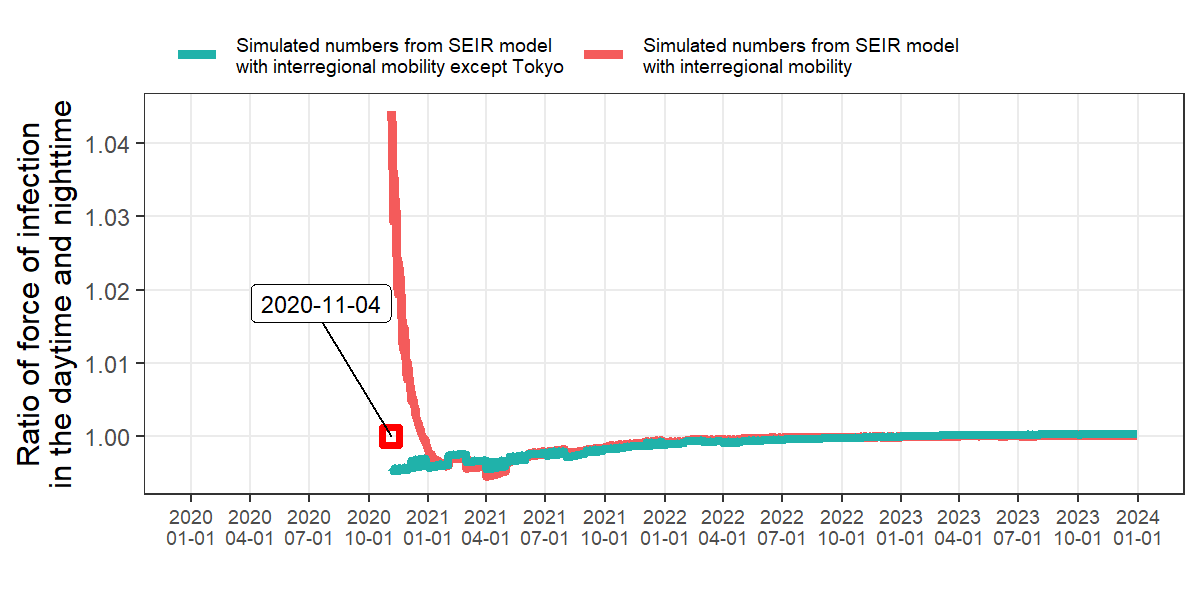 Simulated numbers from SEIR model
with interregional mobility except Tokyo
Simulated numbers from SEIR model
with interregional mobility
Ratio of force of infection
in the daytime and nighttime
1.04
1.03
1.02
1.01
1.00
2020-11-04
2020 2020 2020 2020 2021 2021 2021 2021 2022 2022 2022 2022 2023 2023 2023 2023 2024
01-01 04-01 07-01 10-01 01-01 04-01 07-01 10-01 01-01 04-01 07-01 10-01 01-01 04-01 07-01 10-01 01-01